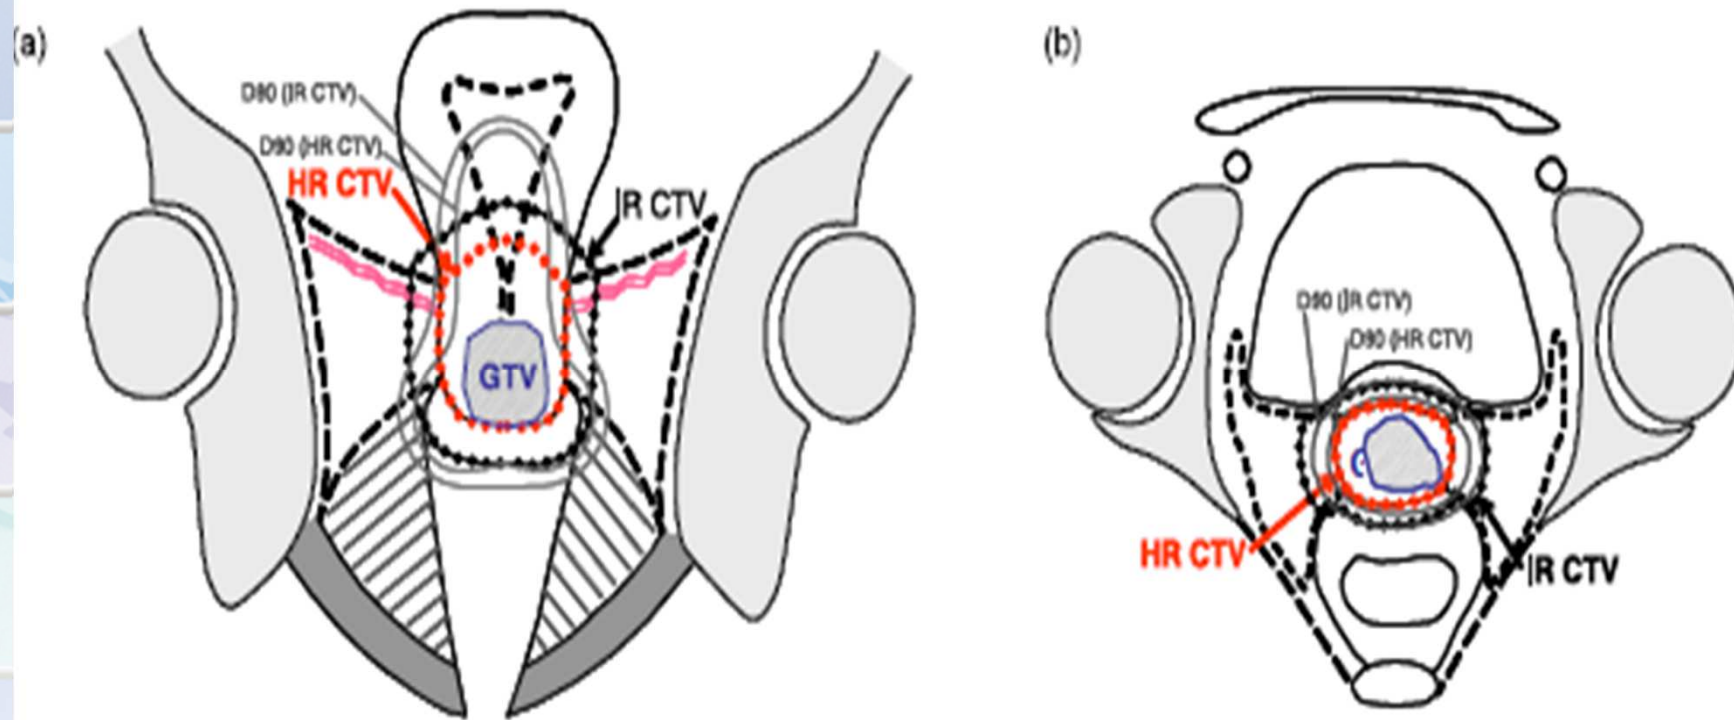 (a)
D90 (IR CTV)
D90 (HR CTV)
HR CTV
IR CTV
GTV
(b)
D90 (IR CTV)
D90 (HR CTV)
G
HR CTV
IR CTV